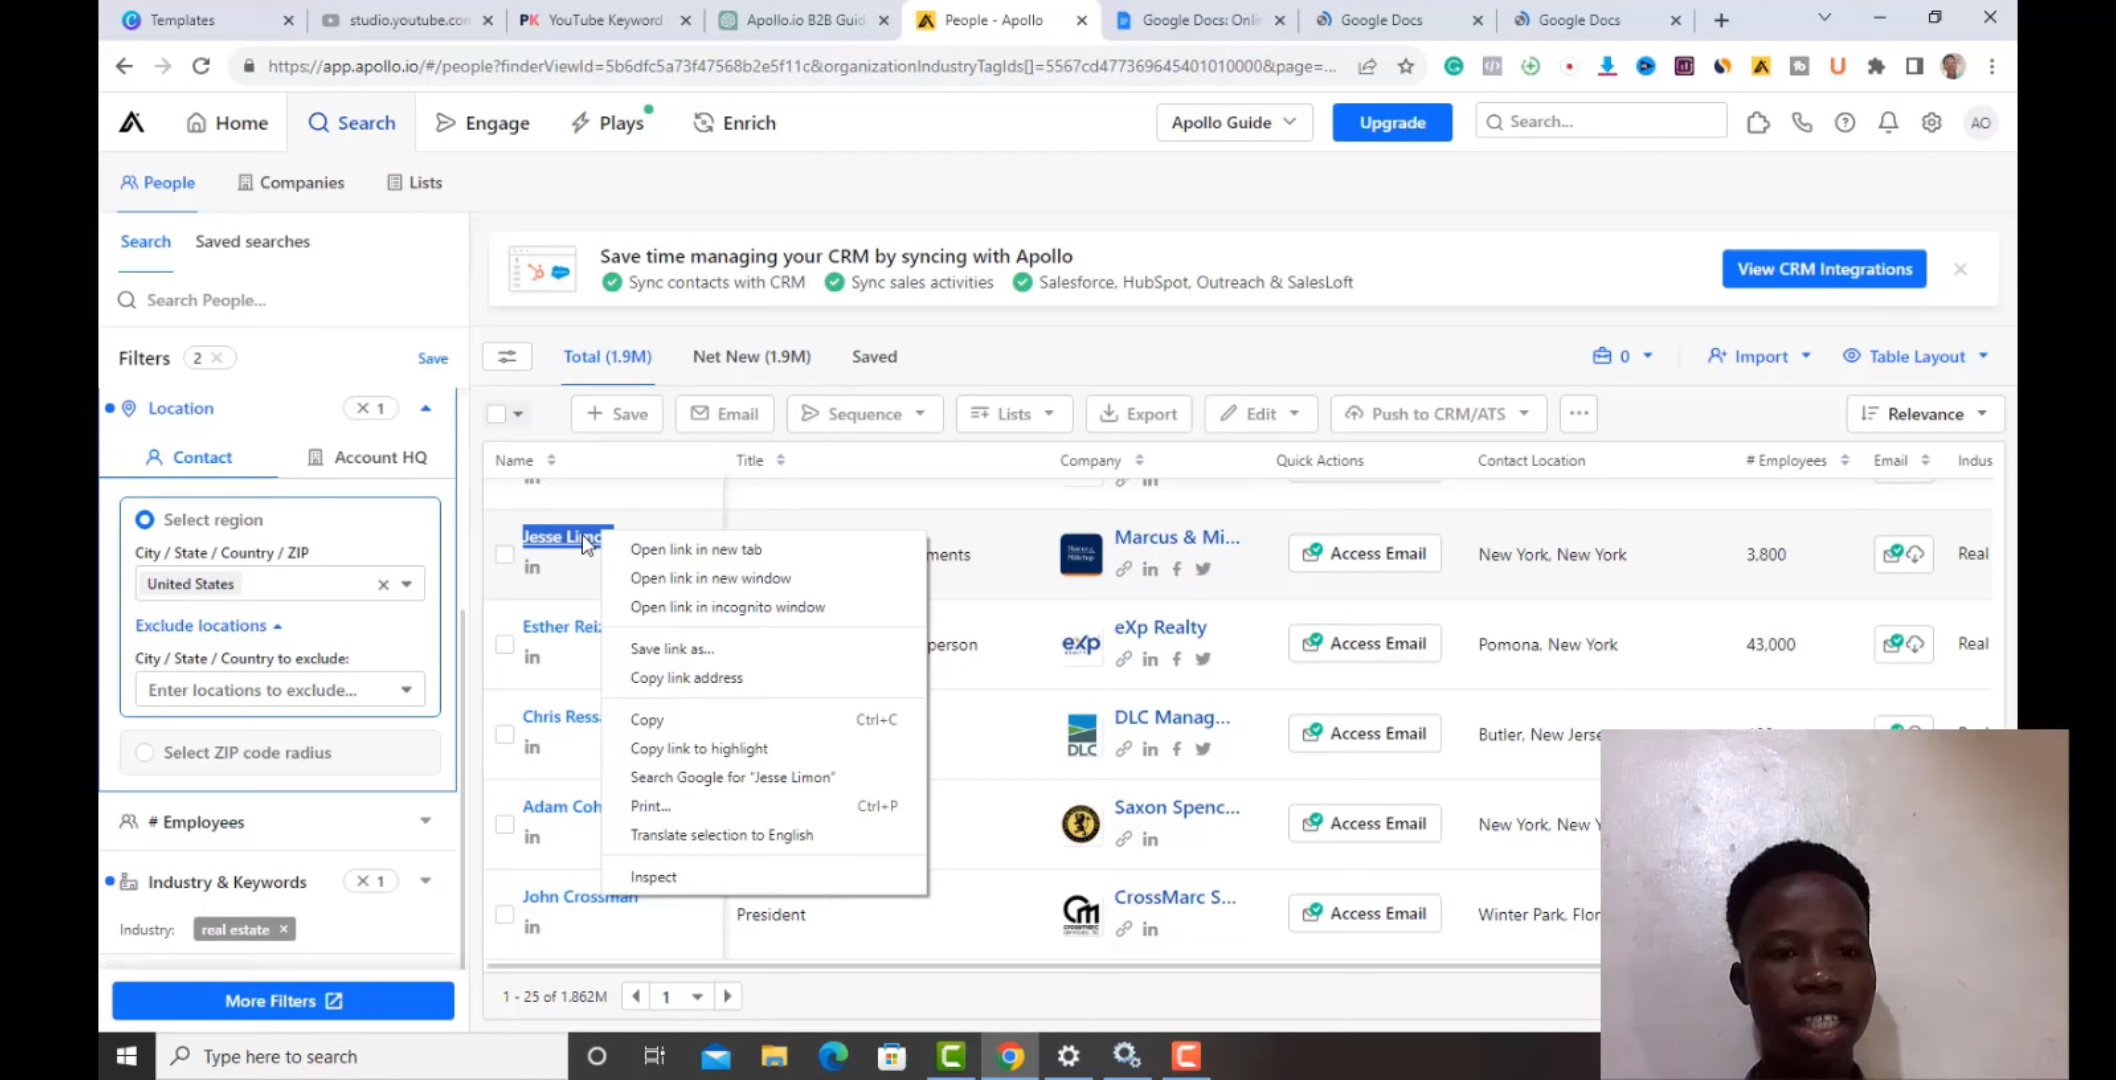 Templates
studio.youtube.con
YouTube Keyword
Apollo.io B2B Guid
People - Apollo
Google Docs: Onli
Google Docs
Google Docs
https://app.apollo.io/#/people?finderViewId=5b6dfc5a73f47568b2e5f11c&organizationIndustryTagIds[]=5567cd477369645401010000&page=...
Home
Search
Engage
Plays
Enrich
Apollo Guide
Upgrade
Search...
AO
People
Companies
Lists
Search
Saved searches
Search People...
Save time managing your CRM by syncing with Apollo
Sync contacts with CRM
Sync sales activities
Salesforce, HubSpot, Outreach & SalesLoft
View CRM Integrations
Filters
2
Save
Total (1.9M)
Net New (1.9M)
Saved
0
Import
Table Layout
Location
1
Contact
Account HQ
Select region
City / State / Country / ZIP
United States
Exclude locations
City / State / Country to exclude:
Enter locations to exclude...
Select ZIP code radius
# Employees
Industry & Keywords
1
Industry:
real estate
More Filters
Save
Email
Sequence
Lists
Export
Edit
Push to CRM/ATS
Relevance
Name
Title
Company
Quick Actions
Contact Location
# Employees
Email
Indus
Jesse Limo
ments
Marcus & Mi...
Access Email
New York, New York
3,800
Real
Esther Reiz
person
eXp Realty
Access Email
Pomona, New York
43,000
Real
Chris Ress
DLC
DLC Manag...
Access Email
Butler, New Jerse
Adam Coh
Saxon Spenc...
Access Email
New York, New Y
John Crossman
President
CrossMarc S...
Access Email
Winter Park, Flor
Open link in new tab
Open link in new window
Open link in incognito window
Save link as...
Copy link address
Copy Ctrl+C
Copy link to highlight
Search Google for "Jesse Limon"
Print... Ctrl+P
Translate selection to English
Inspect
1 - 25 of 1.862M
1
Type here to search